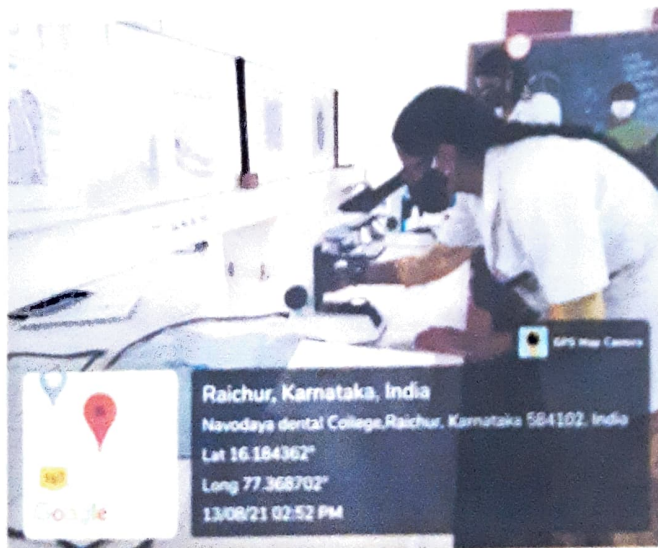 GPS Map Camera
Raichur, Karnataka, India
Navodaya dental College,Raichur, Karnataka 584102, India
Lat 16.184362°
Long 77.368702°
13/08/21 02:52 PM
Google